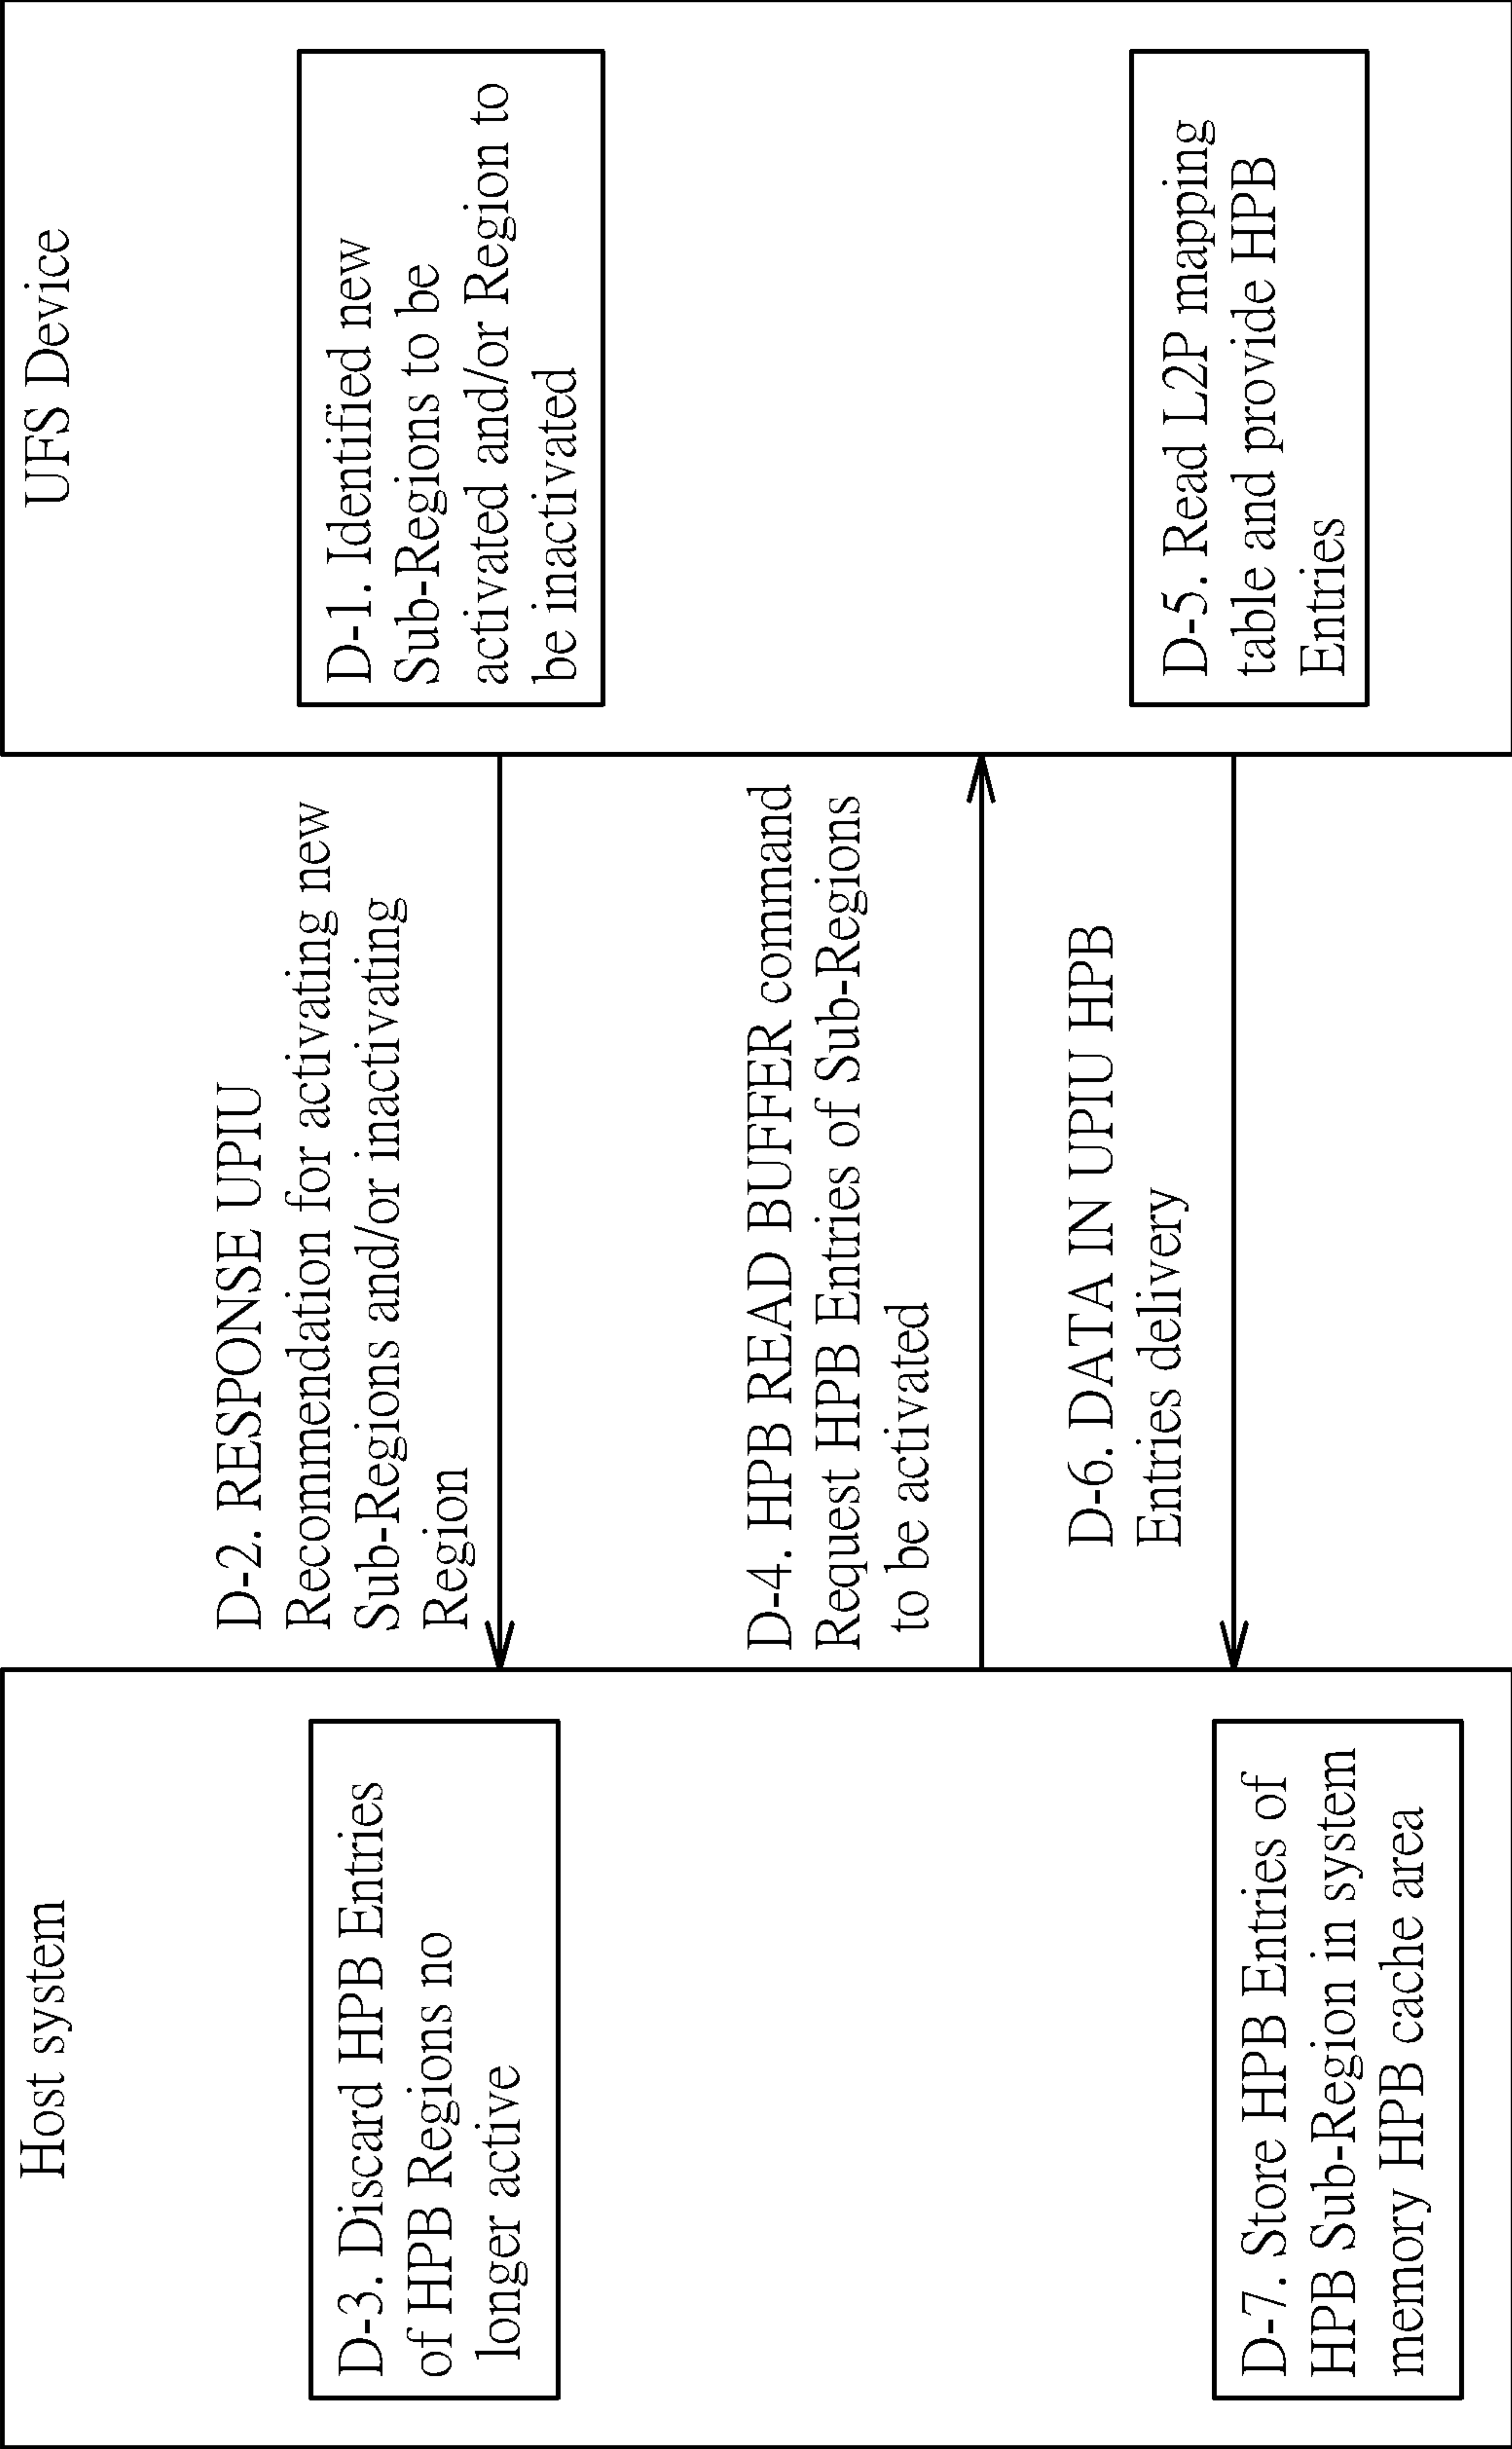 Host system
UFS Device
D-1. Identified new
Sub-Regions to be
activated and/or Region to
be inactivated
D-2. RESPONSE UPIU
Recommendation for activating new
Sub-Regions and/or inactivating
Region
D-3. Discard HPB Entries
of HPB Regions no
longer active
D-4. HPB READ BUFFER command
Request HPB Entries of Sub-Regions
to be activated
D-5. Read L2P mapping
table and provide HPB
Entries
D-6. DATA IN UPIU HPB
Entries delivery
D-7. Store HPB Entries of
HPB Sub-Region in system
memory HPB cache area